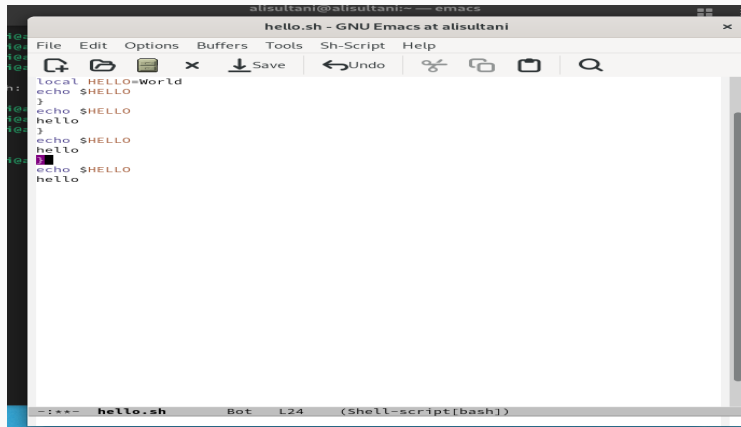 alisultani@alisultani:~ — emacs
hello.sh - GNU Emacs at alisultani
File Edit Options Buffers Tools Sh-Script Help
Save Undo
local HELLO=World
echo $HELLO
}
echo $HELLO
hello
}
echo $HELLO
hello
}
echo $HELLO
hello
-:**- hello.sh Bot L24 (Shell-script[bash])